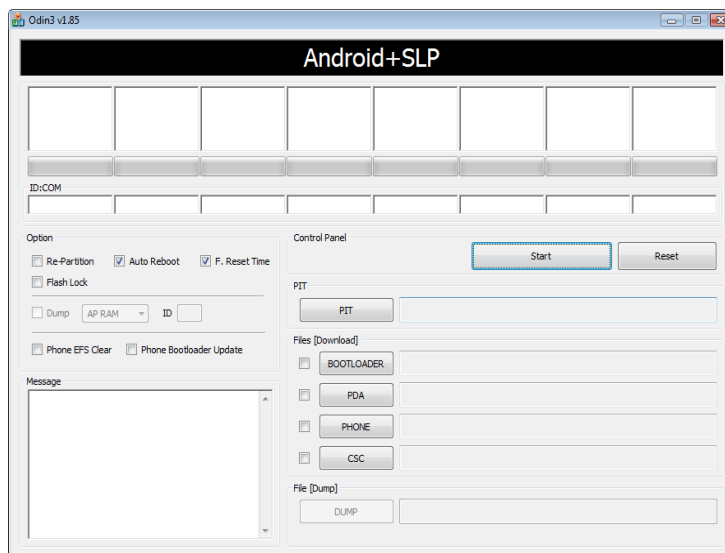 Odin3 v1.85
Android+SLP
ID:COM
Option
Re-Partition Auto Reboot F. Reset Time
Flash Lock
Dump AP RAM ID
Phone EFS Clear Phone Bootloader Update
Message
Control Panel
Start Reset
PIT
PIT
Files [Download]
BOOTLOADER
PDA
PHONE
CSC
File [Dump]
DUMP